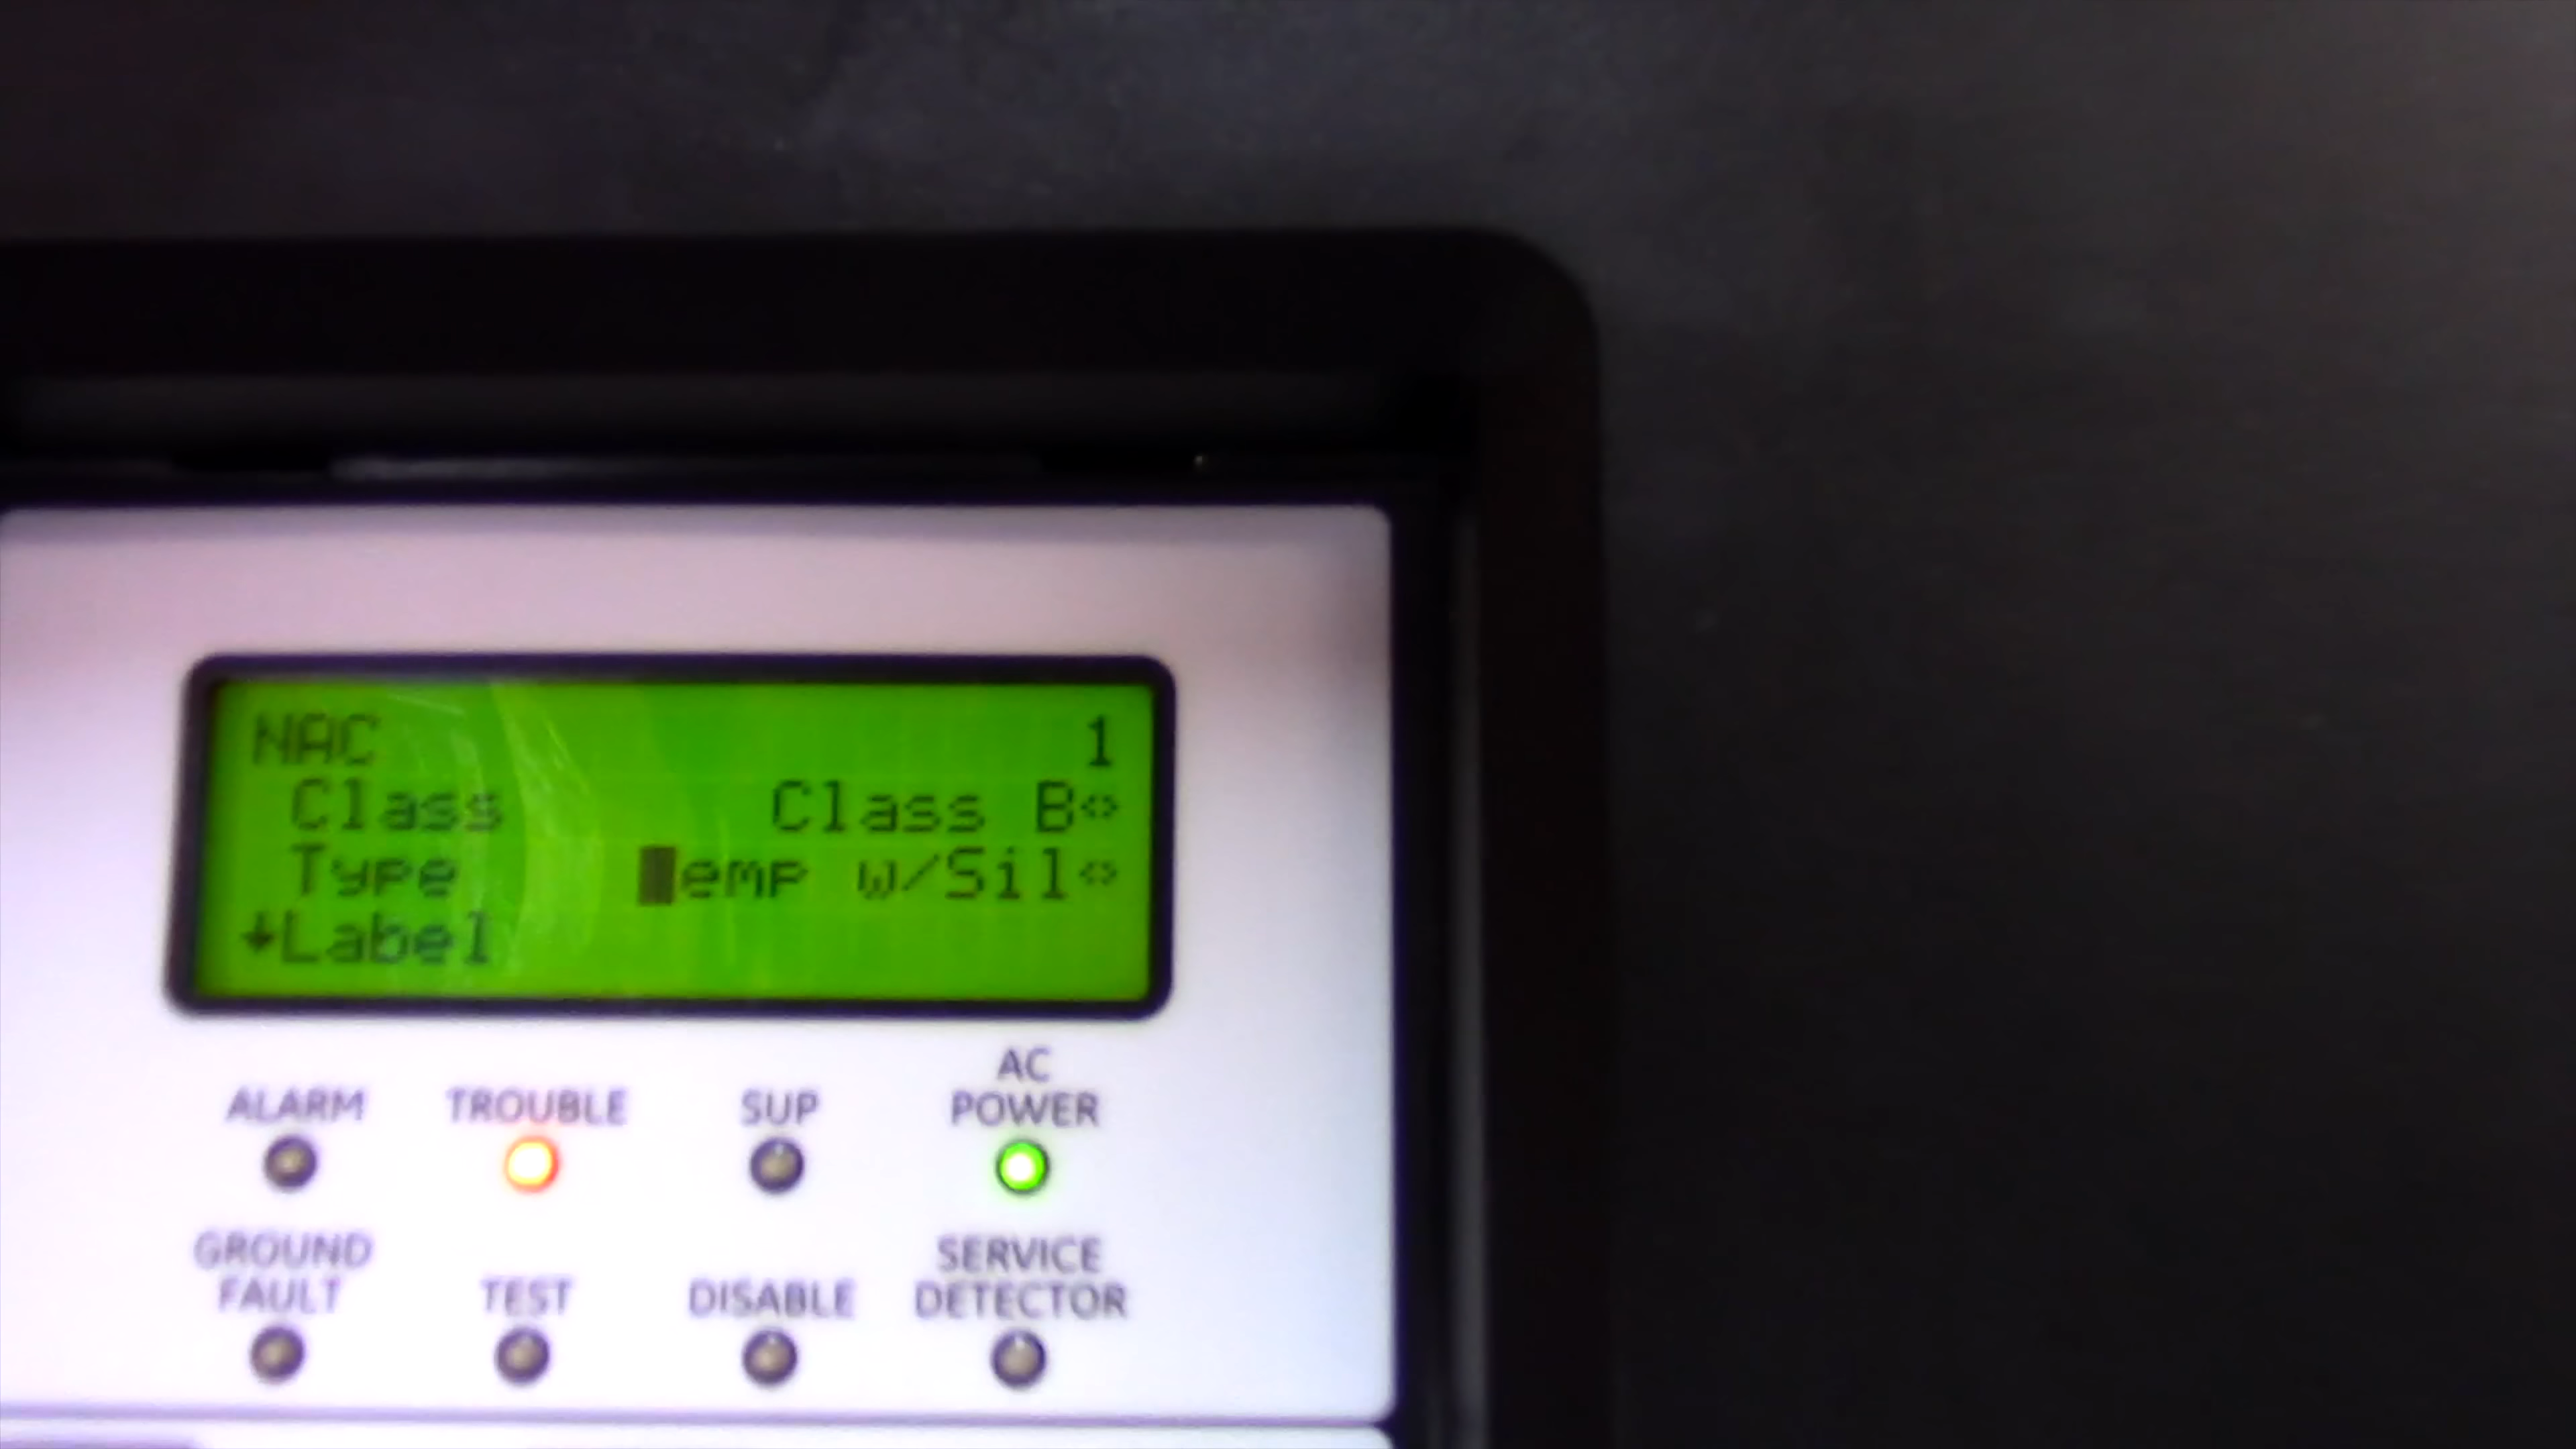 NAC 1
Class Class B<>
Type emp w/Sil<>
↓Label
ALARM TROUBLE SUP AC POWER
GROUND FAULT TEST DISABLE SERVICE DETECTOR